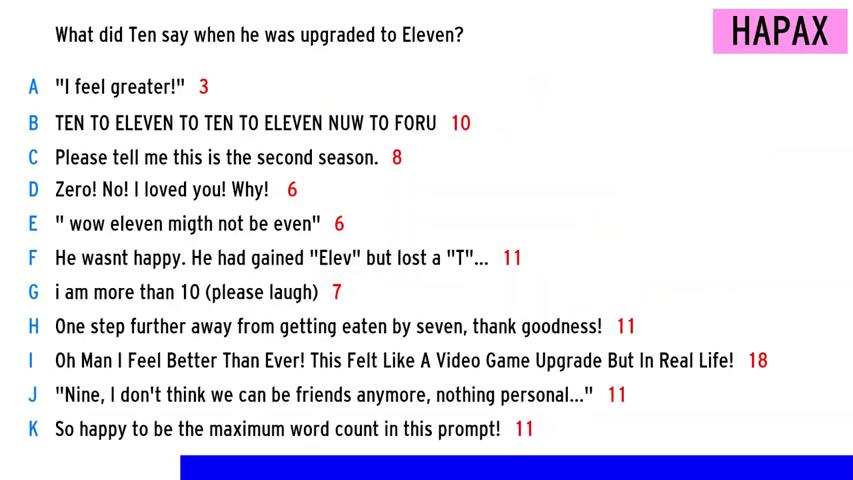 What did Ten say when he was upgraded to Eleven?
HAPAX
A "I feel greater!" 3
B TEN TO ELEVEN TO TEN TO ELEVEN NUW TO FORU 10
C Please tell me this is the second season. 8
D Zero! No! I loved you! Why! 6
E " wow eleven migth not be even" 6
F He wasnt happy. He had gained "Elev" but lost a "T"... 11
G i am more than 10 (please laugh) 7
H One step further away from getting eaten by seven, thank goodness! 11
I Oh Man I Feel Better Than Ever! This Felt Like A Video Game Upgrade But In Real Life! 18
J "Nine, I don't think we can be friends anymore, nothing personal..." 11
K So happy to be the maximum word count in this prompt! 11